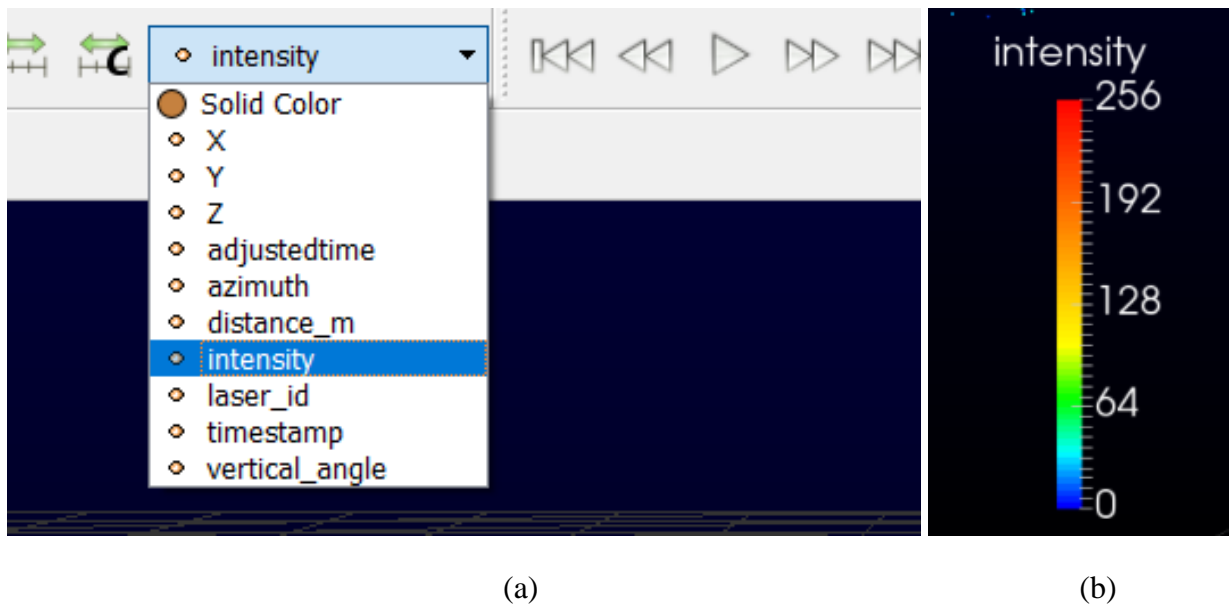 intensity
Solid Color
X
Y
Z
adjustedtime
azimuth
distance_m
intensity
laser_id
timestamp
vertical_angle
intensity
256
192
128
64
0
(a)
(b)